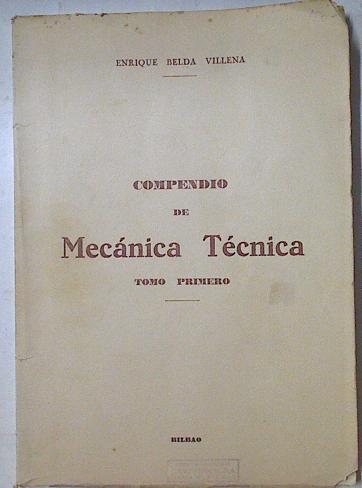 ENRIQUE BELDA VILLENA
COMPENDIO
DE
Mecánica Técnica
TOMO PRIMERO
BILBAO